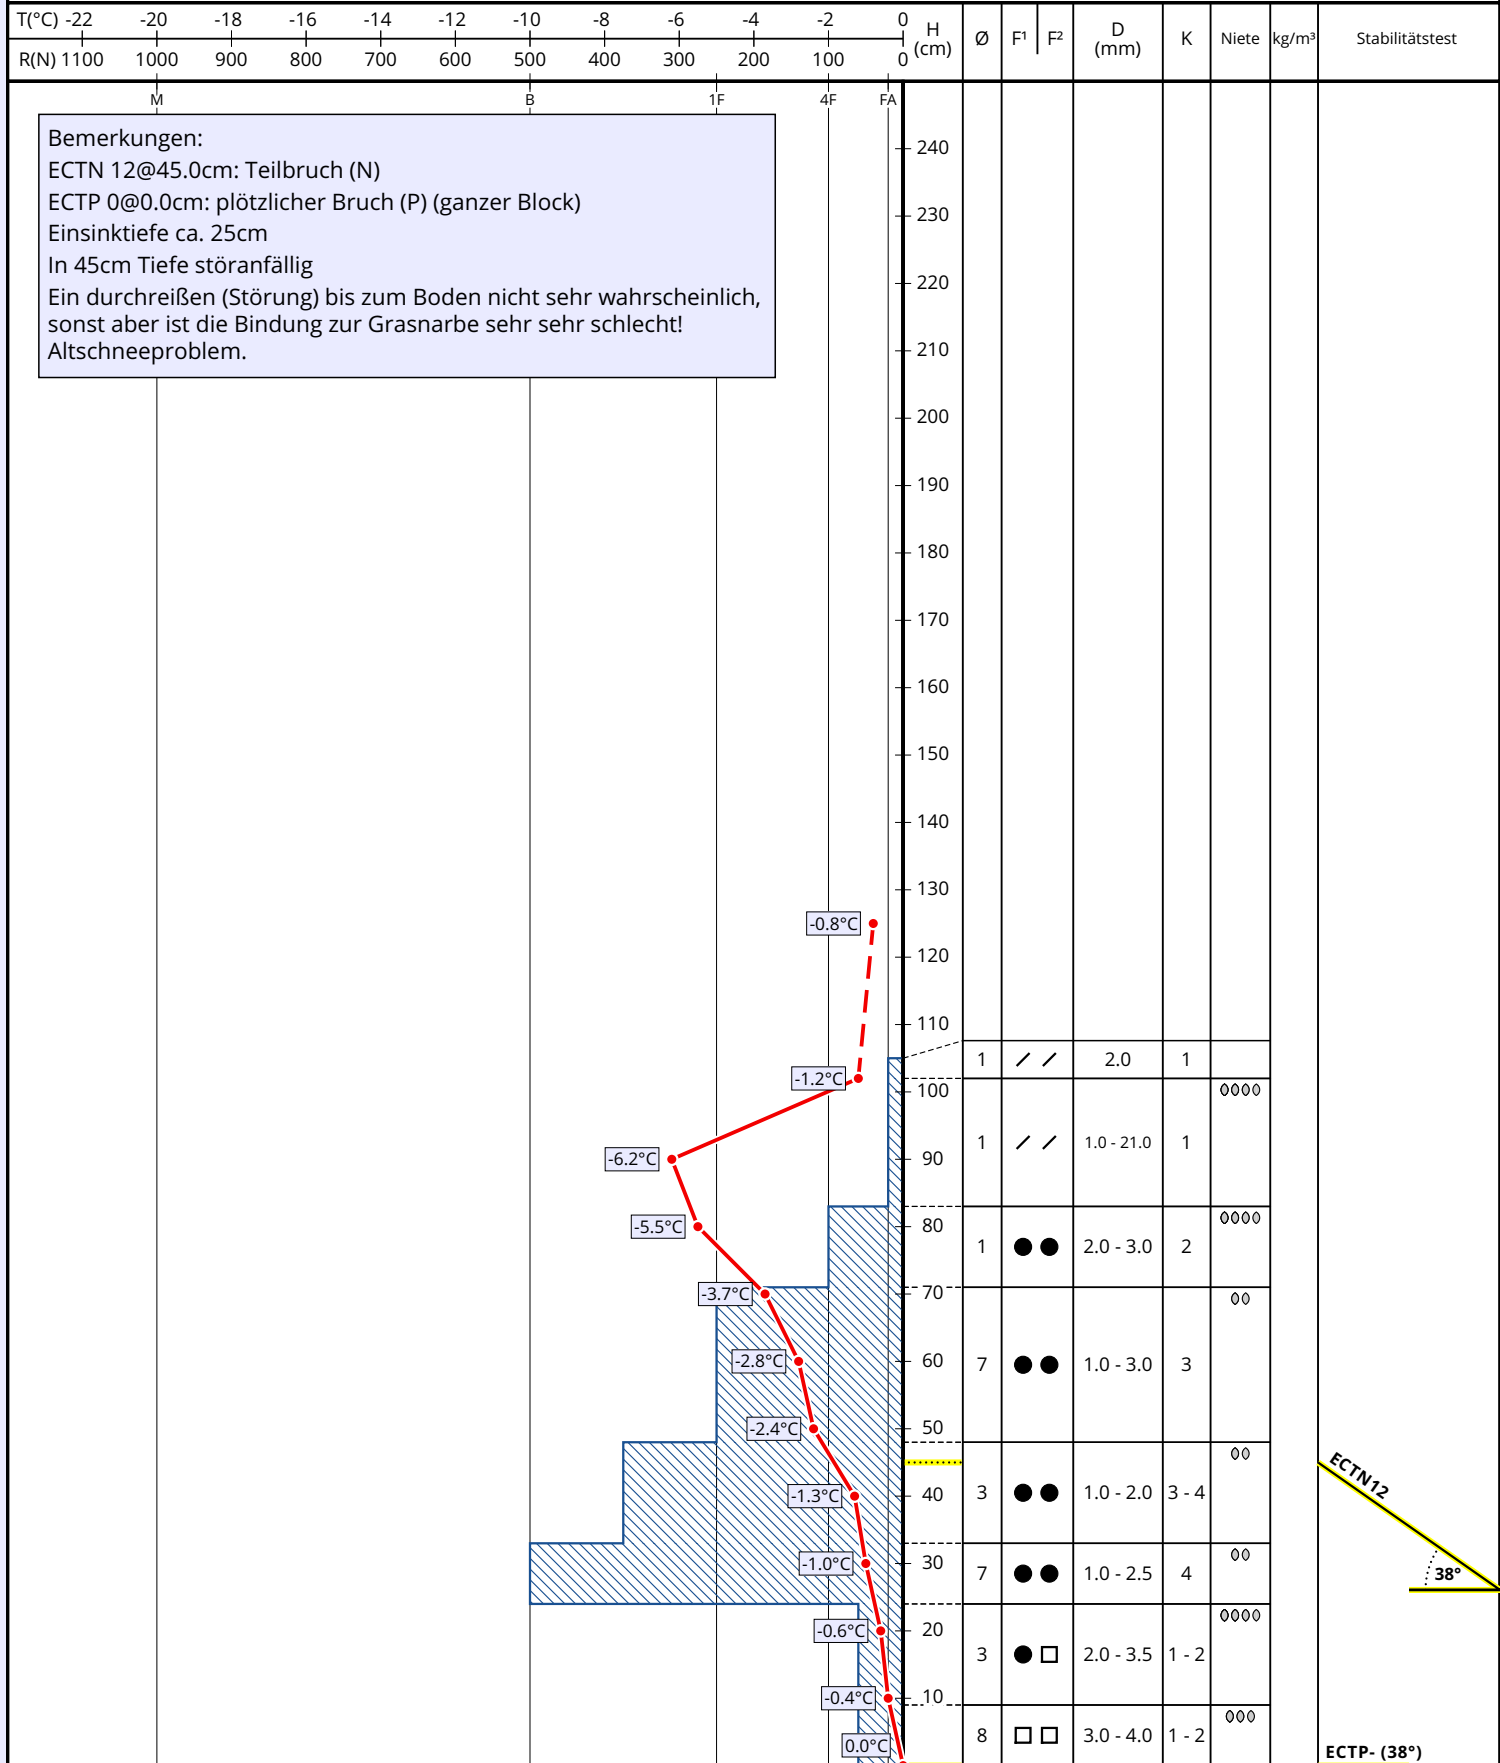 T(°C) -22 -20 -18 -16 -14 -12 -10 -8 -6 -4 -2 0
R(N) 1100 1000 900 800 700 600 500 400 300 200 100 0
H (cm) Ø F¹ F² D (mm) K Niete kg/m³ Stabilitätstest
M B 1F 4F FA
Bemerkungen:
ECTN 12@45.0cm: Teilbruch (N)
ECTP 0@0.0cm: plötzlicher Bruch (P) (ganzer Block)
Einsinktiefe ca. 25cm
In 45cm Tiefe störanfällig
Ein durchreißen (Störung) bis zum Boden nicht sehr wahrscheinlich,
sonst aber ist die Bindung zur Grasnarbe sehr sehr schlecht!
Altschneeproblem.
240
230
220
210
200
190
180
170
160
150
140
130
-0.8°C
120
110
1 2.0 1
-1.2°C
100
1 1.0 - 21.0 1
-6.2°C 90
-5.5°C 80
1 2.0 - 3.0 2
-3.7°C 70
-2.8°C 60 7 1.0 - 3.0 3
-2.4°C 50
ECTN12
-1.3°C 40 3 1.0 - 2.0 3 - 4
-1.0°C 30 7 1.0 - 2.5 4 38°
-0.6°C 20
3 2.0 - 3.5 1 - 2
-0.4°C 10
8 3.0 - 4.0 1 - 2
0.0°C
ECTP- (38°)